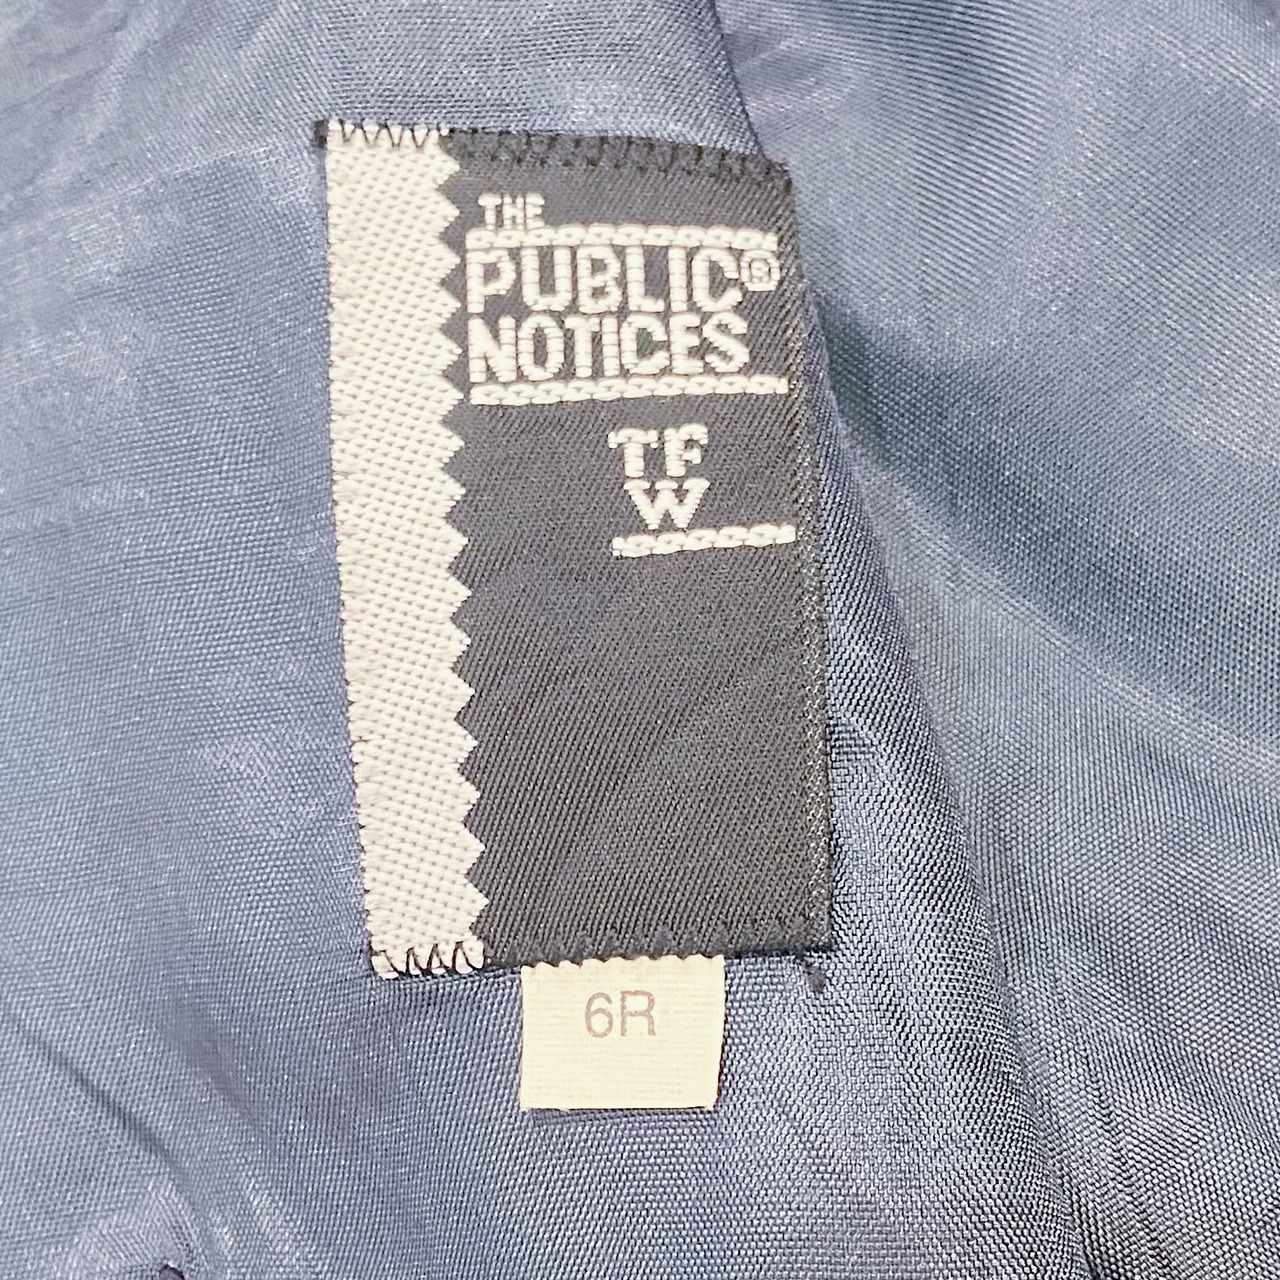 THE
PUBLIC®
NOTICES
TF
W
6R